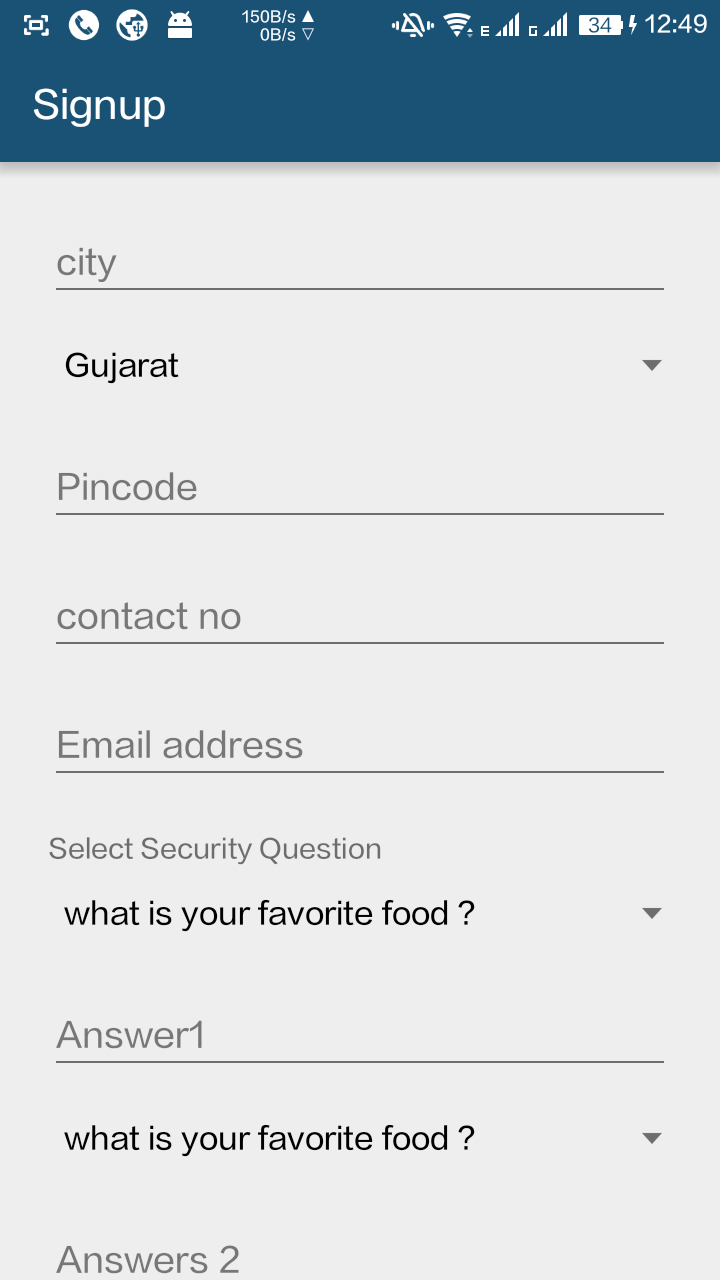 150B/s ▲
0B/s ▽
E G 34 12:49
Signup
city
Gujarat
Pincode
contact no
Email address
Select Security Question
what is your favorite food ?
Answer1
what is your favorite food ?
Answers 2